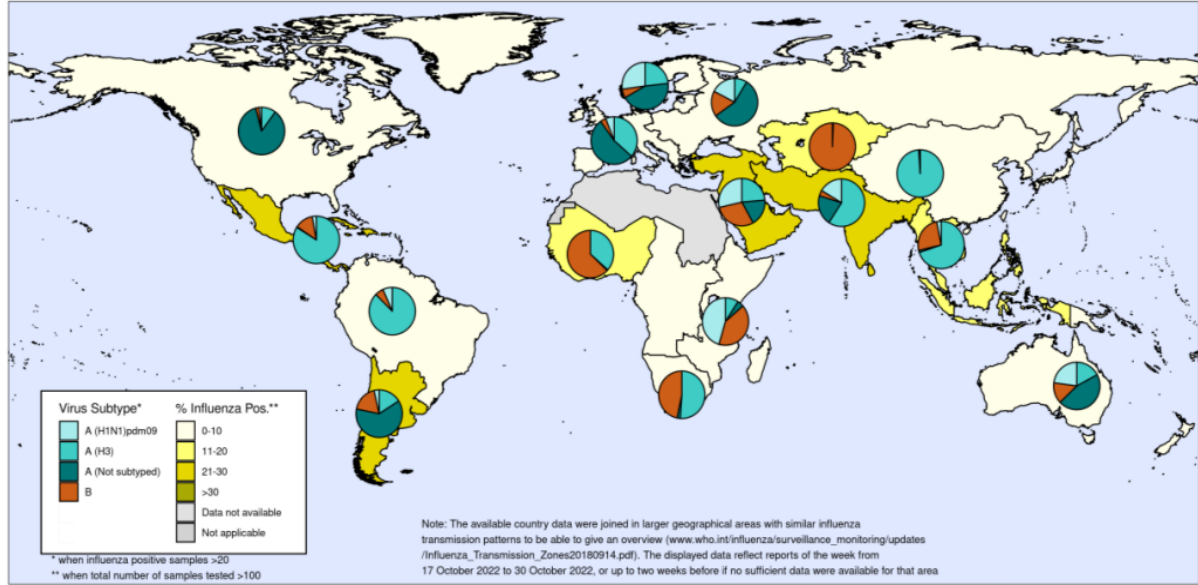 Virus Subtype*
A (H1N1)pdm09
A (H3)
A (Not subtyped)
B
% Influenza Pos.**
0-10
11-20
21-30
>30
Data not available
Not applicable
* when influenza positive samples >20
** when total number of samples tested >100
Note: The available country data were joined in larger geographical areas with similar influenza
transmission patterns to be able to give an overview (www.who.int/influenza/surveillance_monitoring/updates
/Influenza_Transmission_Zones20180914.pdf). The displayed data reflect reports of the week from
17 October 2022 to 30 October 2022, or up to two weeks before if no sufficient data were available for that area